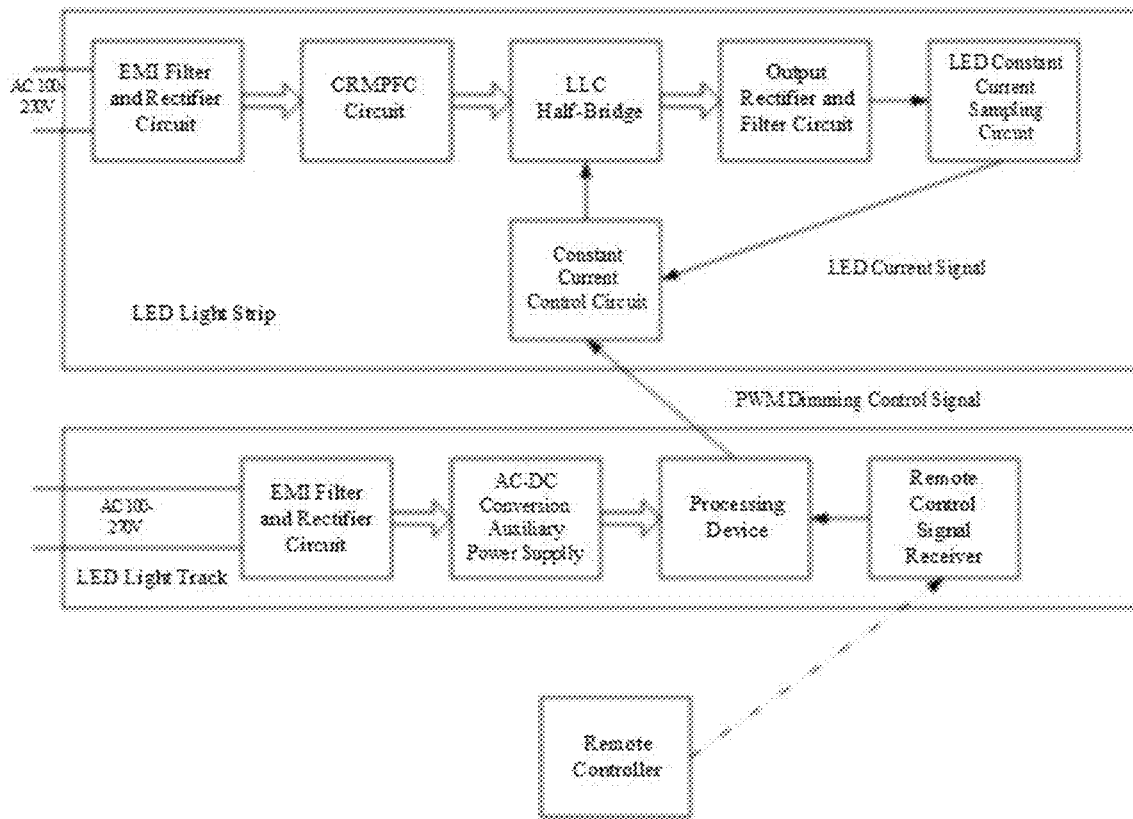 AC 100-
270V
EMI Filter
and Rectifier
Circuit
CRMPFC
Circuit
LLC
Half-Bridge
Output
Rectifier and
Filter Circuit
LED Constant
Current
Sampling
Circuit
Constant
Current
Control Circuit
LED Current Signal
LED Light Strip
PWM Dimming Control Signal
AC 100-
270V
EMI Filter
and Rectifier
Circuit
AC-DC
Conversion
Auxiliary
Power Supplify
Processing
Device
Remote
Control
Signal
Receiver
LED Light Track
Remote
Controller